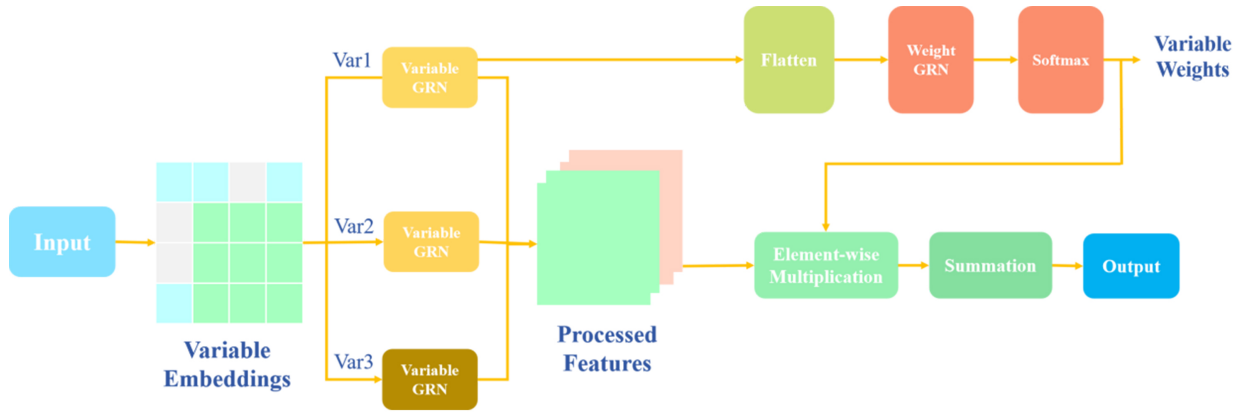 Var1
Variable
GRN
Flatten
Weight
GRN
Softmax
Variable
Weights
Input
Variable
Embeddings
Var2
Variable
GRN
Var3
Variable
GRN
Processed
Features
Element-wise
Multiplication
Summation
Output